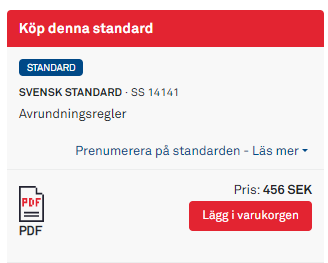 Köp denna standard
STANDARD
SVENSK STANDARD · SS 14141
Avrundningsregler
Prenumerera på standarden - Läs mer
Pris: 456 SEK
PDF
Lägg i varukorgen
PDF